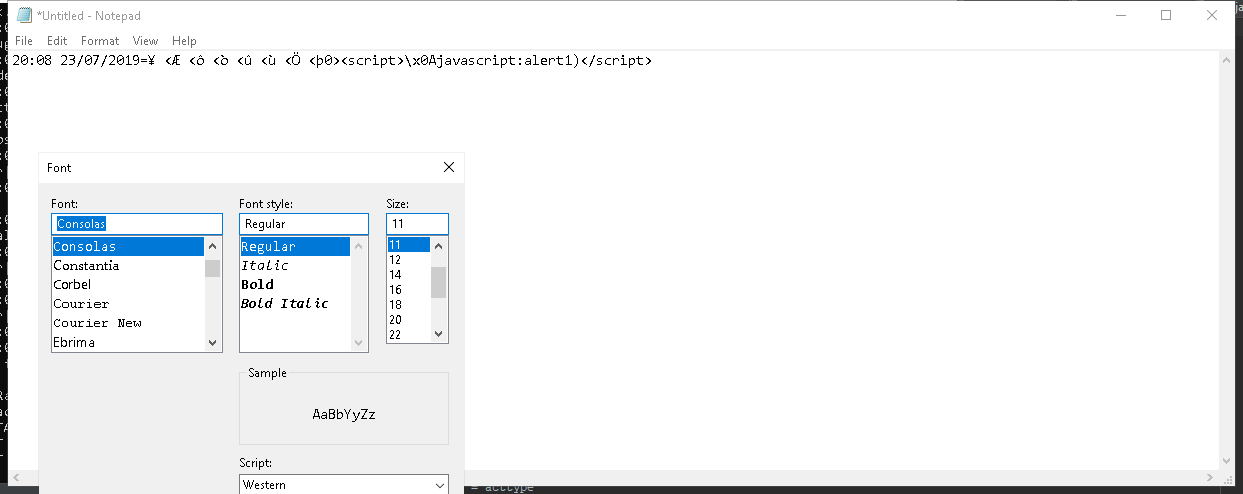 *Untitled - Notepad
File Edit Format View Help
20:08 23/07/2019=¥ <Æ <ô <ò <û <ù <Ö <þ0><script>\x0Ajavascript:alert1)</script>
Font
Font: Font style: Size:
Consolas Regular 11
Consolas Regular 11
Constantia Italic 12
Corbel Bold 14
Courier Bold Italic 16
Courier New 18
Ebrima 20
22
Sample
AaBbYyZz
Script:
Western
= acctype